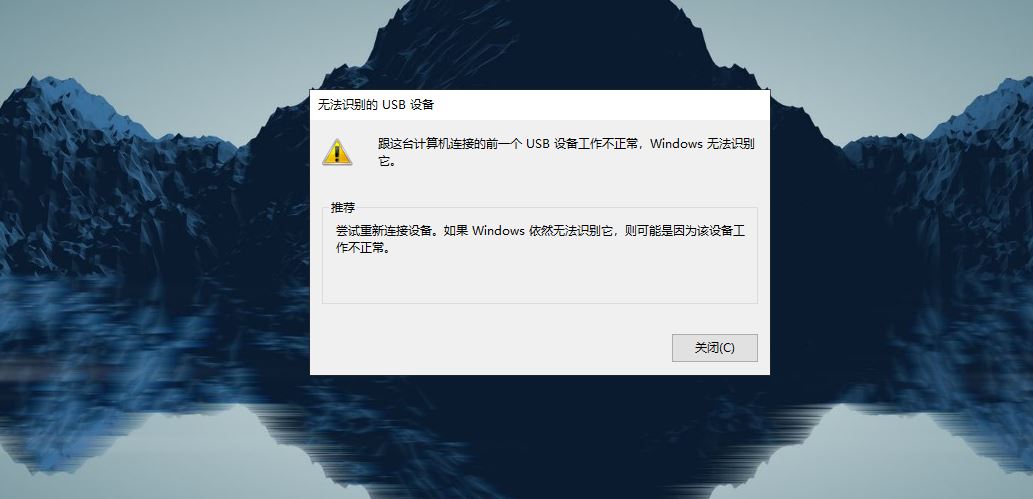 无法识别的 USB 设备
跟这台计算机连接的前一个 USB 设备工作不正常，Windows 无法识别
它。
推荐
尝试重新连接设备。如果 Windows 依然无法识别它，则可能是因为该设备工
作不正常。
关闭(C)